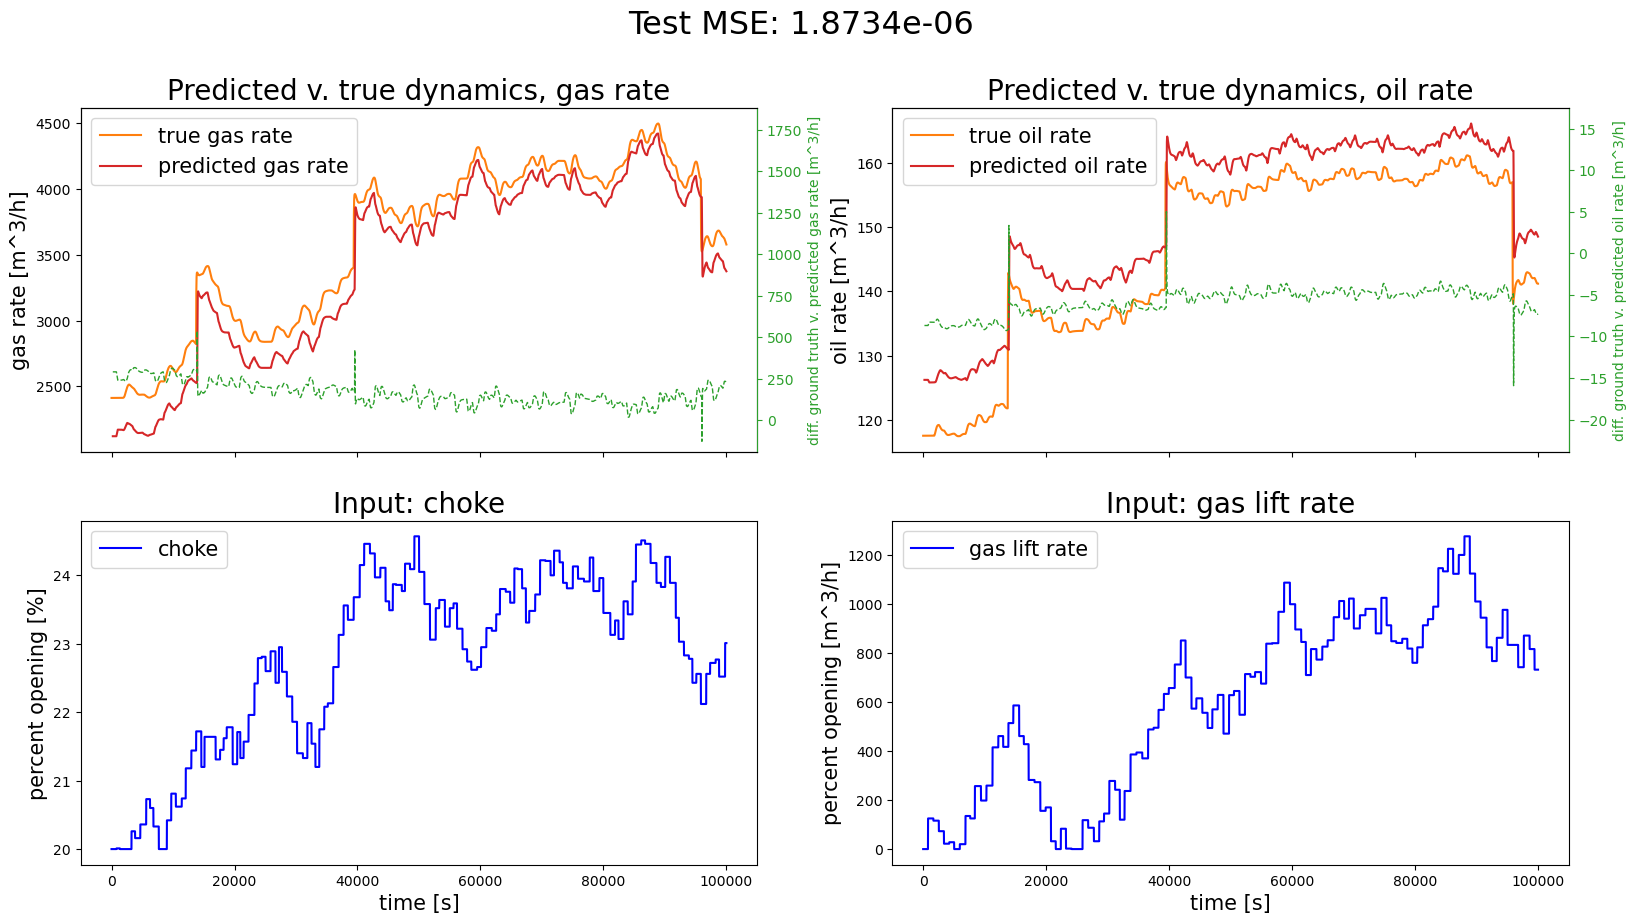 Test MSE: 1.8734e-06
Predicted v. true dynamics, gas rate
true gas rate
predicted gas rate
gas rate [m^3/h]
4500
4000
3500
3000
2500
1750
1500
1250
1000
750
500
250
0
diff. ground truth v. predicted gas rate [m^3/h]
Predicted v. true dynamics, oil rate
true oil rate
predicted oil rate
oil rate [m^3/h]
160
150
140
130
120
15
10
5
0
−5
−10
−15
−20
diff. ground truth v. predicted oil rate [m^3/h]
Input: choke
choke
percent opening [%]
24
23
22
21
20
0 20000 40000 60000 80000 100000
time [s]
Input: gas lift rate
gas lift rate
percent opening [m^3/h]
1200
1000
800
600
400
200
0
0 20000 40000 60000 80000 100000
time [s]